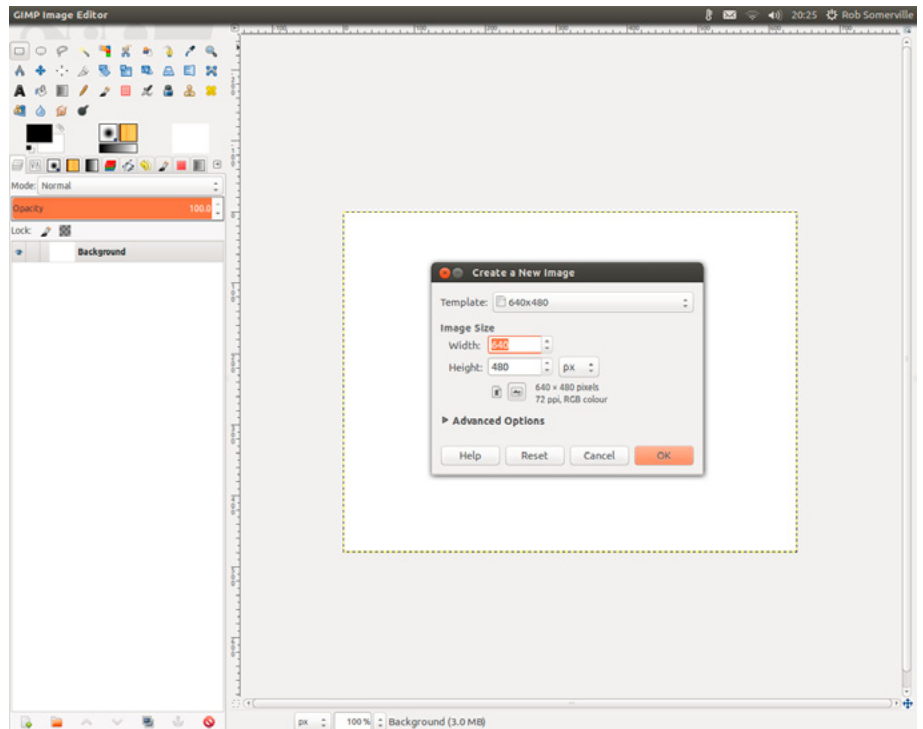 GIMP Image Editor
20:25 Rob Somerville
Mode: Normal
Opacity 100.0
Lock:
Background
Create a New Image
Template: 640x480
Image Size
Width: 640
Height: 480 px
640 × 480 pixels
72 ppi, RGB colour
Advanced Options
Help Reset Cancel OK
px 100 % Background (3.0 MB)